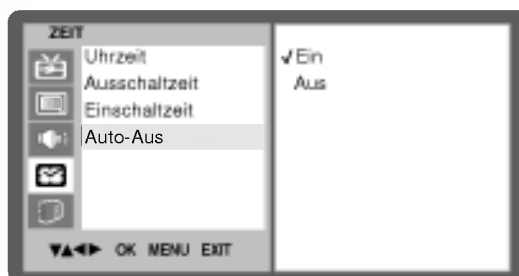 ZEIT
Uhrzeit
Ausschaltzeit
Einschaltzeit
Auto-Aus
√Ein
Aus
▼▲◀▶ OK MENU EXIT